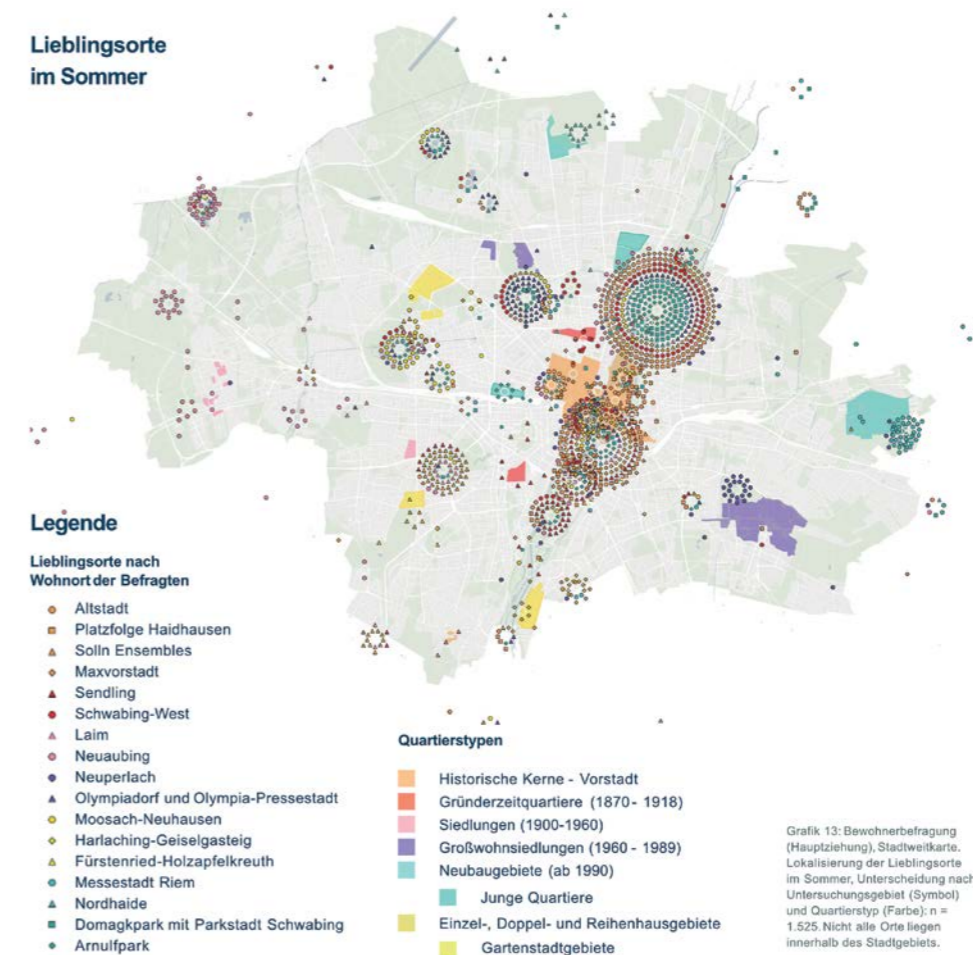 Lieblingsorte
im Sommer
Legende
Lieblingsorte nach
Wohnort der Befragten
Altstadt
Platzfolge Haidhausen
Solln Ensembles
Maxvorstadt
Sendling
Schwabing-West
Laim
Neuaubing
Neuperlach
Olympiadorf und Olympia-Pressestadt
Moosach-Neuhausen
Harlaching-Geiselgasteig
Fürstenried-Holzapfelkreuth
Messestadt Riem
Nordhaide
Domagkpark mit Parkstadt Schwabing
Arnulfpark
Quartierstypen
Historische Kerne - Vorstadt
Gründerzeitquartiere (1870 - 1918)
Siedlungen (1900-1960)
Großwohnsiedlungen (1960 - 1989)
Neubaugebiete (ab 1990)
Junge Quartiere
Einzel-, Doppel- und Reihenhausgebiete
Gartenstadtgebiete
Grafik 13: Bewohnerbefragung
(Hauptziehung), Stadtweitkarte.
Lokalisierung der Lieblingsorte
im Sommer, Unterscheidung nach
Untersuchungsgebiet (Symbol)
und Quartierstyp (Farbe): n =
1.525. Nicht alle Orte liegen
innerhalb des Stadtgebiets.